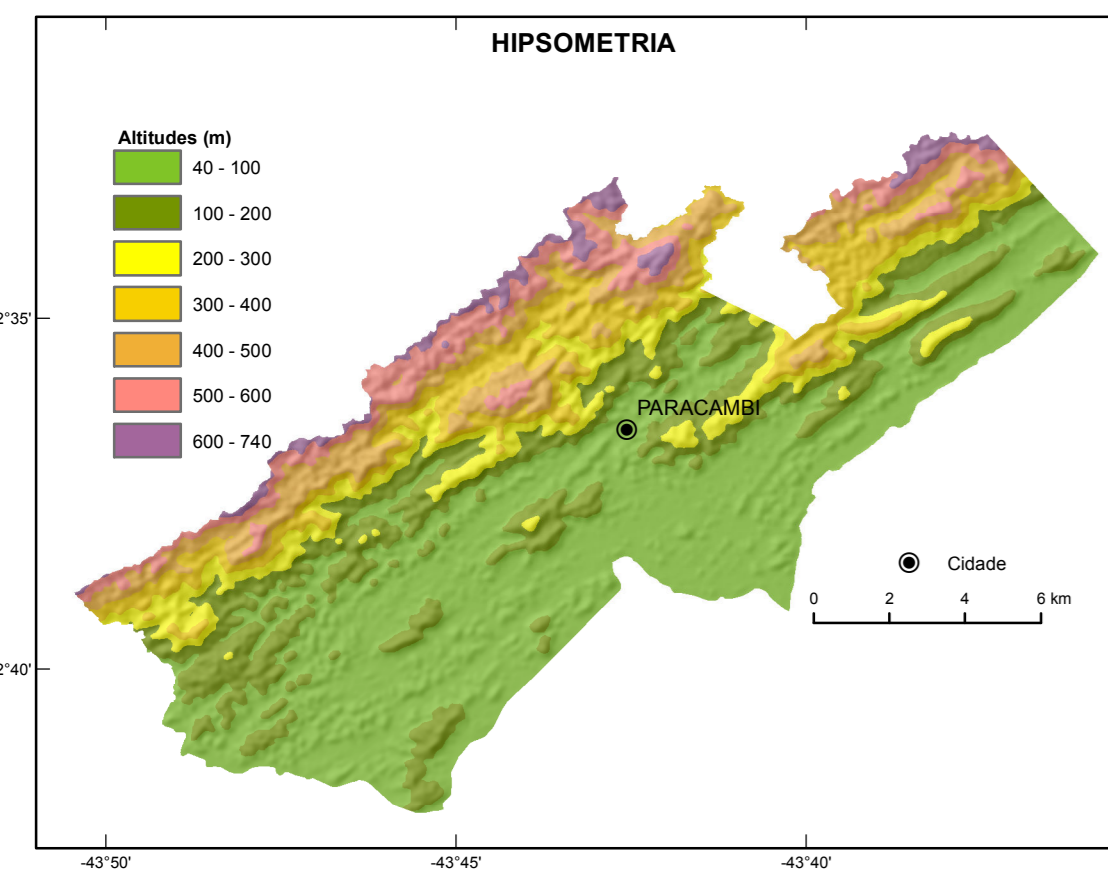 HIPSOMETRIA
Altitudes (m)
40 - 100
100 - 200
200 - 300
300 - 400
400 - 500
500 - 600
600 - 740
2°35'
PARACAMBI
Cidade
0 2 4 6 km
2°40'
-43°50' -43°45' -43°40'